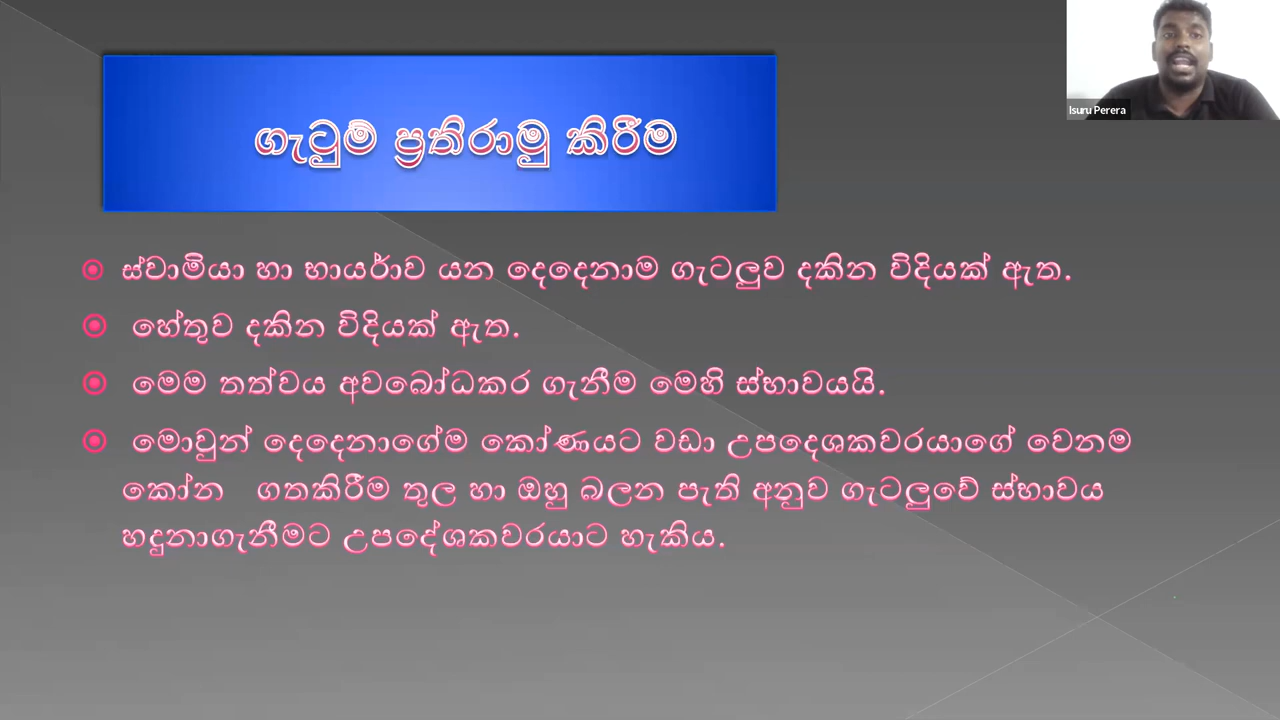 ගැටුම් ප්‍රතිරාමු කිරීම
Isuru Perera
ස්වාමියා හා භාර්යාව යන දෙදෙනාම ගැටලුව දකින විදියක් ඇත.
හේතුව දකින විදියක් ඇත.
මෙම තත්වය අවබෝධකර ගැනීම මෙහි ස්භාවයයි.
මොවුන් දෙදෙනාගේම කෝණයට වඩා උපදෙශකවරයාගේ වෙනම
කෝන ගතකිරීම තුල හා ඔහු බලන පැති අනුව ගැටලුවේ ස්භාවය
හදුනාගැනීමට උපදේශකවරයාට හැකිය.